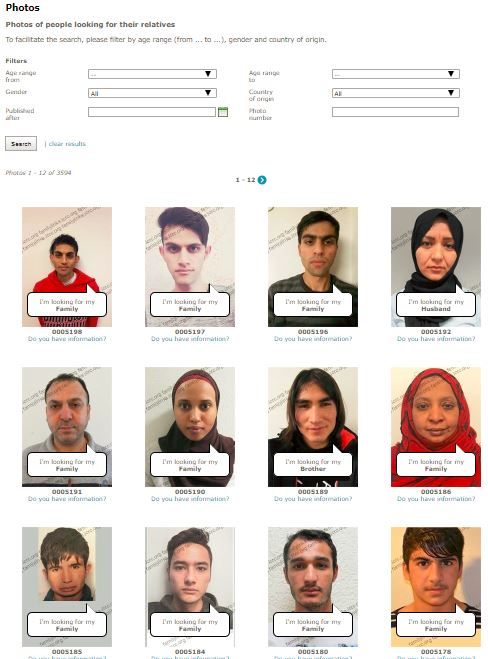 Photos
Photos of people looking for their relatives
To facilitate the search, please filter by age range (from ... to ...), gender and country of origin.
Filters
Age range from
...
Age range to
...
Gender
All
Country of origin
All
Published after
Photo number
Search
| clear results
Photos 1 - 12 of 3594
1 - 12
I'm looking for my
Family
I'm looking for my
Family
I'm looking for my
Family
I'm looking for my
Husband
0005198
0005197
0005196
0005192
Do you have information?
Do you have information?
Do you have information?
Do you have information?
I'm looking for my
Family
I'm looking for my
Family
I'm looking for my
Brother
I'm looking for my
Family
0005191
0005190
0005189
0005186
Do you have information?
Do you have information?
Do you have information?
Do you have information?
I'm looking for my
Family
I'm looking for my
Family
I'm looking for my
Family
I'm looking for my
Family
0005185
0005184
0005180
0005178
Do you have information?
Do you have information?
Do you have information?
Do you have information?